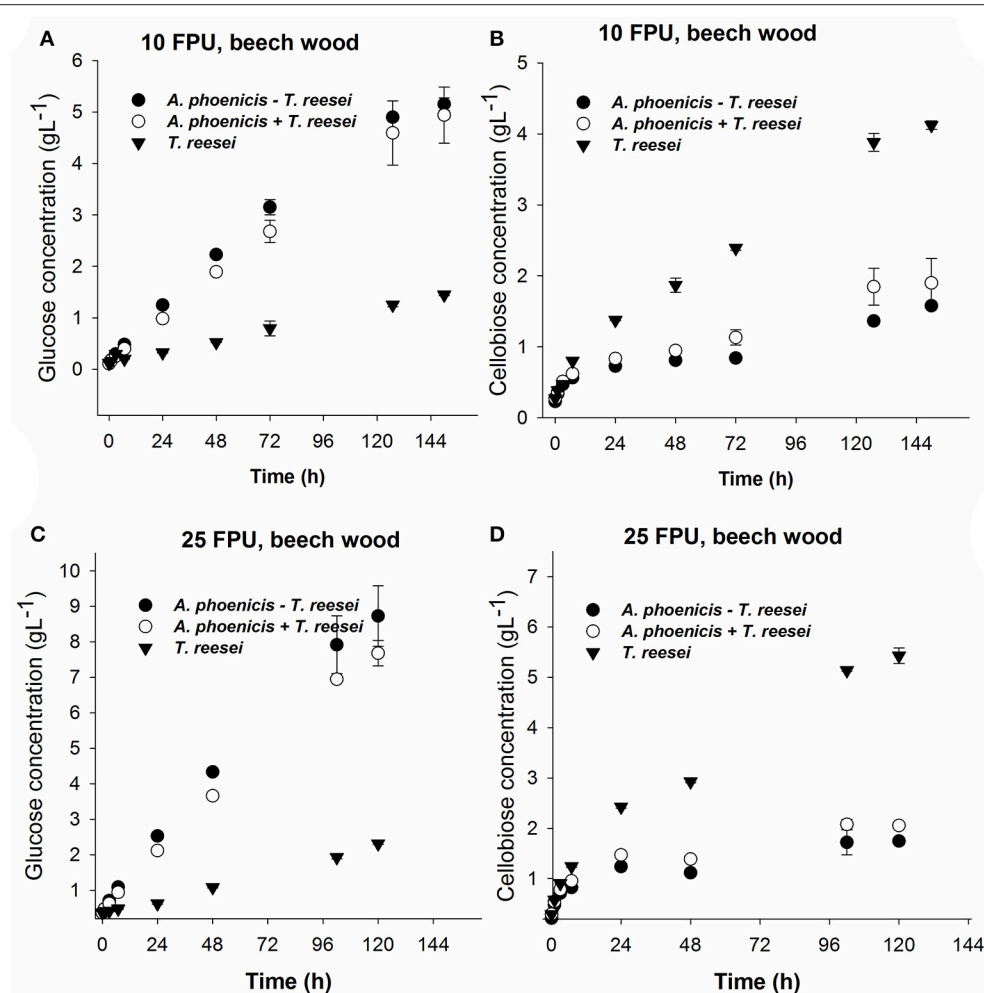 A
10 FPU, beech wood
Glucose concentration (gL-1)
6
5
4
3
2
1
0
A. phoenicis - T. reesei
A. phoenicis + T. reesei
T. reesei
0 24 48 72 96 120 144
Time (h)
B
10 FPU, beech wood
Cellobiose concentration (gL-1)
5
4
3
2
1
0
A. phoenicis - T. reesei
A. phoenicis + T. reesei
T. reesei
0 24 48 72 96 120 144
Time (h)
C
25 FPU, beech wood
Glucose concentration (gL-1)
10
9
8
7
6
5
4
3
2
1
A. phoenicis - T. reesei
A. phoenicis + T. reesei
T. reesei
0 24 48 72 96 120 144
Time (h)
D
25 FPU, beech wood
Cellobiose concentration (gL-1)
7
6
5
4
3
2
1
A. phoenicis - T. reesei
A. phoenicis + T. reesei
T. reesei
0 24 48 72 96 120 144
Time (h)